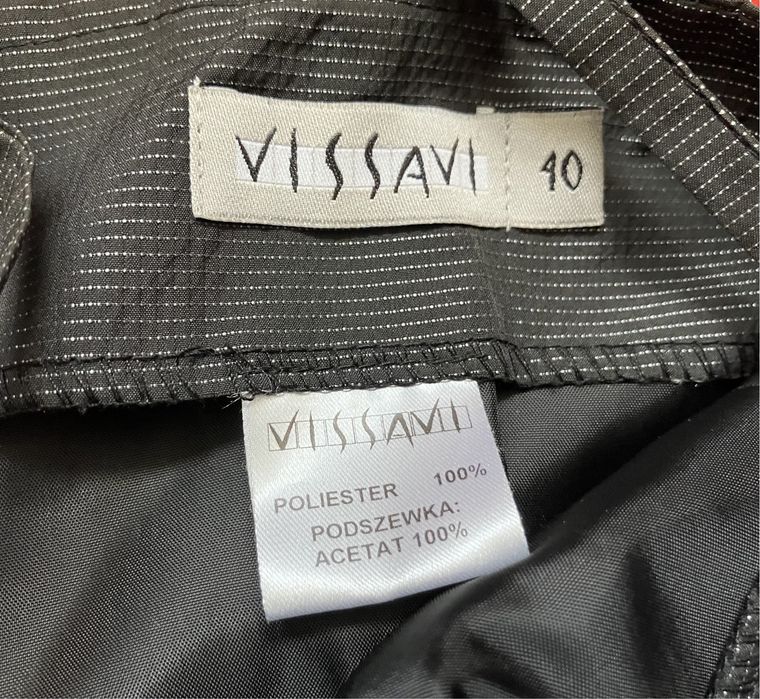 VISSAVI 40
VISSAVI
POLIESTER 100%
PODSZEWKA:
ACETAT 100%